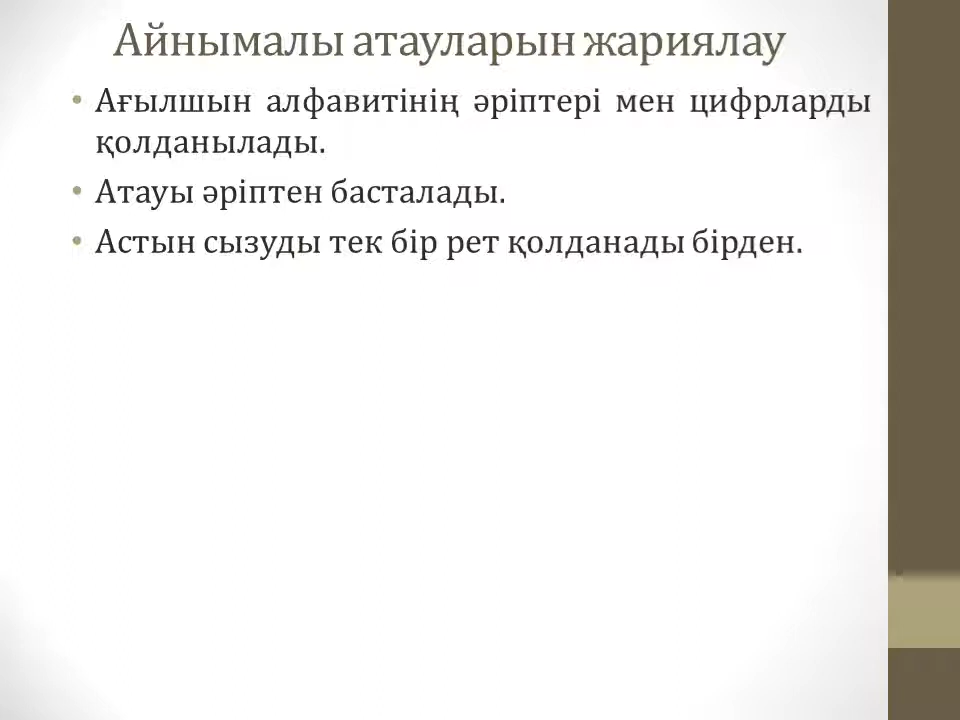 Айнымалы атауларын жариялау
• Ағылшын алфавитінің әріптері мен цифрларды
қолданылады.
• Атауы әріптен басталады.
• Астын сызуды тек бір рет қолданады бірден.